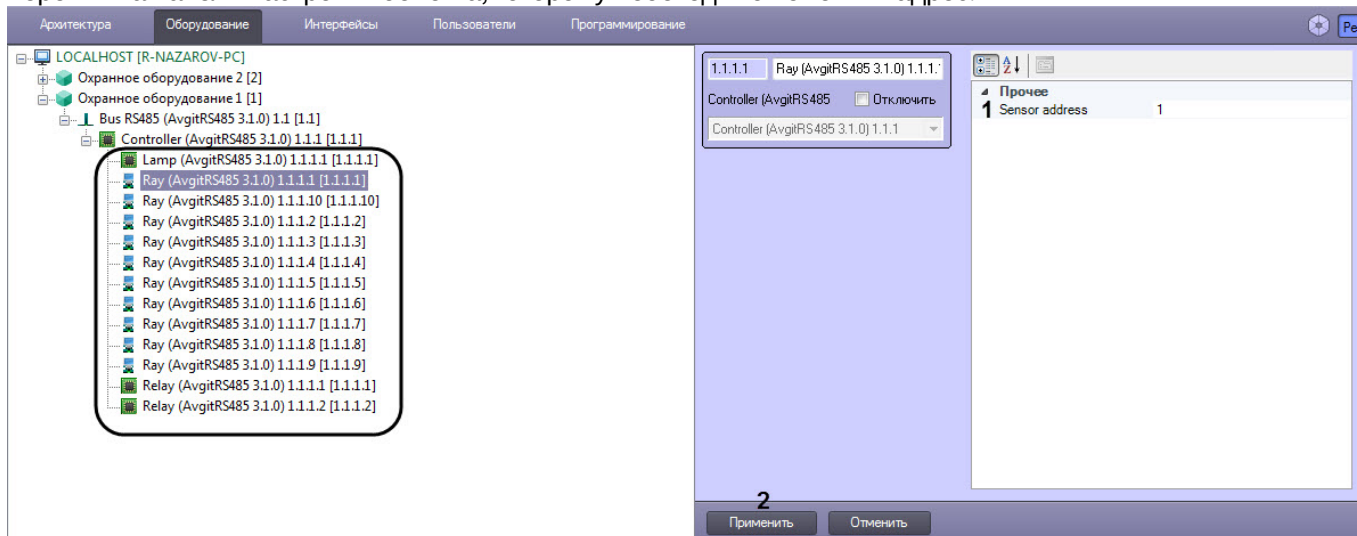 Архитектура Оборудование Интерфейсы Пользователи Программирование
LOCALHOST [R-NAZAROV-PC]
Охранное оборудование 2 [2]
Охранное оборудование 1 [1]
Bus RS485 (AvgitRS485 3.1.0) 1.1 [1.1]
Controller (AvgitRS485 3.1.0) 1.1.1 [1.1.1]
Lamp (AvgitRS485 3.1.0) 1.1.1.1 [1.1.1.1]
Ray (AvgitRS485 3.1.0) 1.1.1.1 [1.1.1.1]
Ray (AvgitRS485 3.1.0) 1.1.1.10 [1.1.1.10]
Ray (AvgitRS485 3.1.0) 1.1.1.2 [1.1.1.2]
Ray (AvgitRS485 3.1.0) 1.1.1.3 [1.1.1.3]
Ray (AvgitRS485 3.1.0) 1.1.1.4 [1.1.1.4]
Ray (AvgitRS485 3.1.0) 1.1.1.5 [1.1.1.5]
Ray (AvgitRS485 3.1.0) 1.1.1.6 [1.1.1.6]
Ray (AvgitRS485 3.1.0) 1.1.1.7 [1.1.1.7]
Ray (AvgitRS485 3.1.0) 1.1.1.8 [1.1.1.8]
Ray (AvgitRS485 3.1.0) 1.1.1.9 [1.1.1.9]
Relay (AvgitRS485 3.1.0) 1.1.1.1 [1.1.1.1]
Relay (AvgitRS485 3.1.0) 1.1.1.2 [1.1.1.2]
1.1.1.1 Ray (AvgitRS485 3.1.0) 1.1.1.
Controller (AvgitRS485 Отключить
Controller (AvgitRS485 3.1.0) 1.1.1
Прочее
1 Sensor address 1
2
Применить Отменить